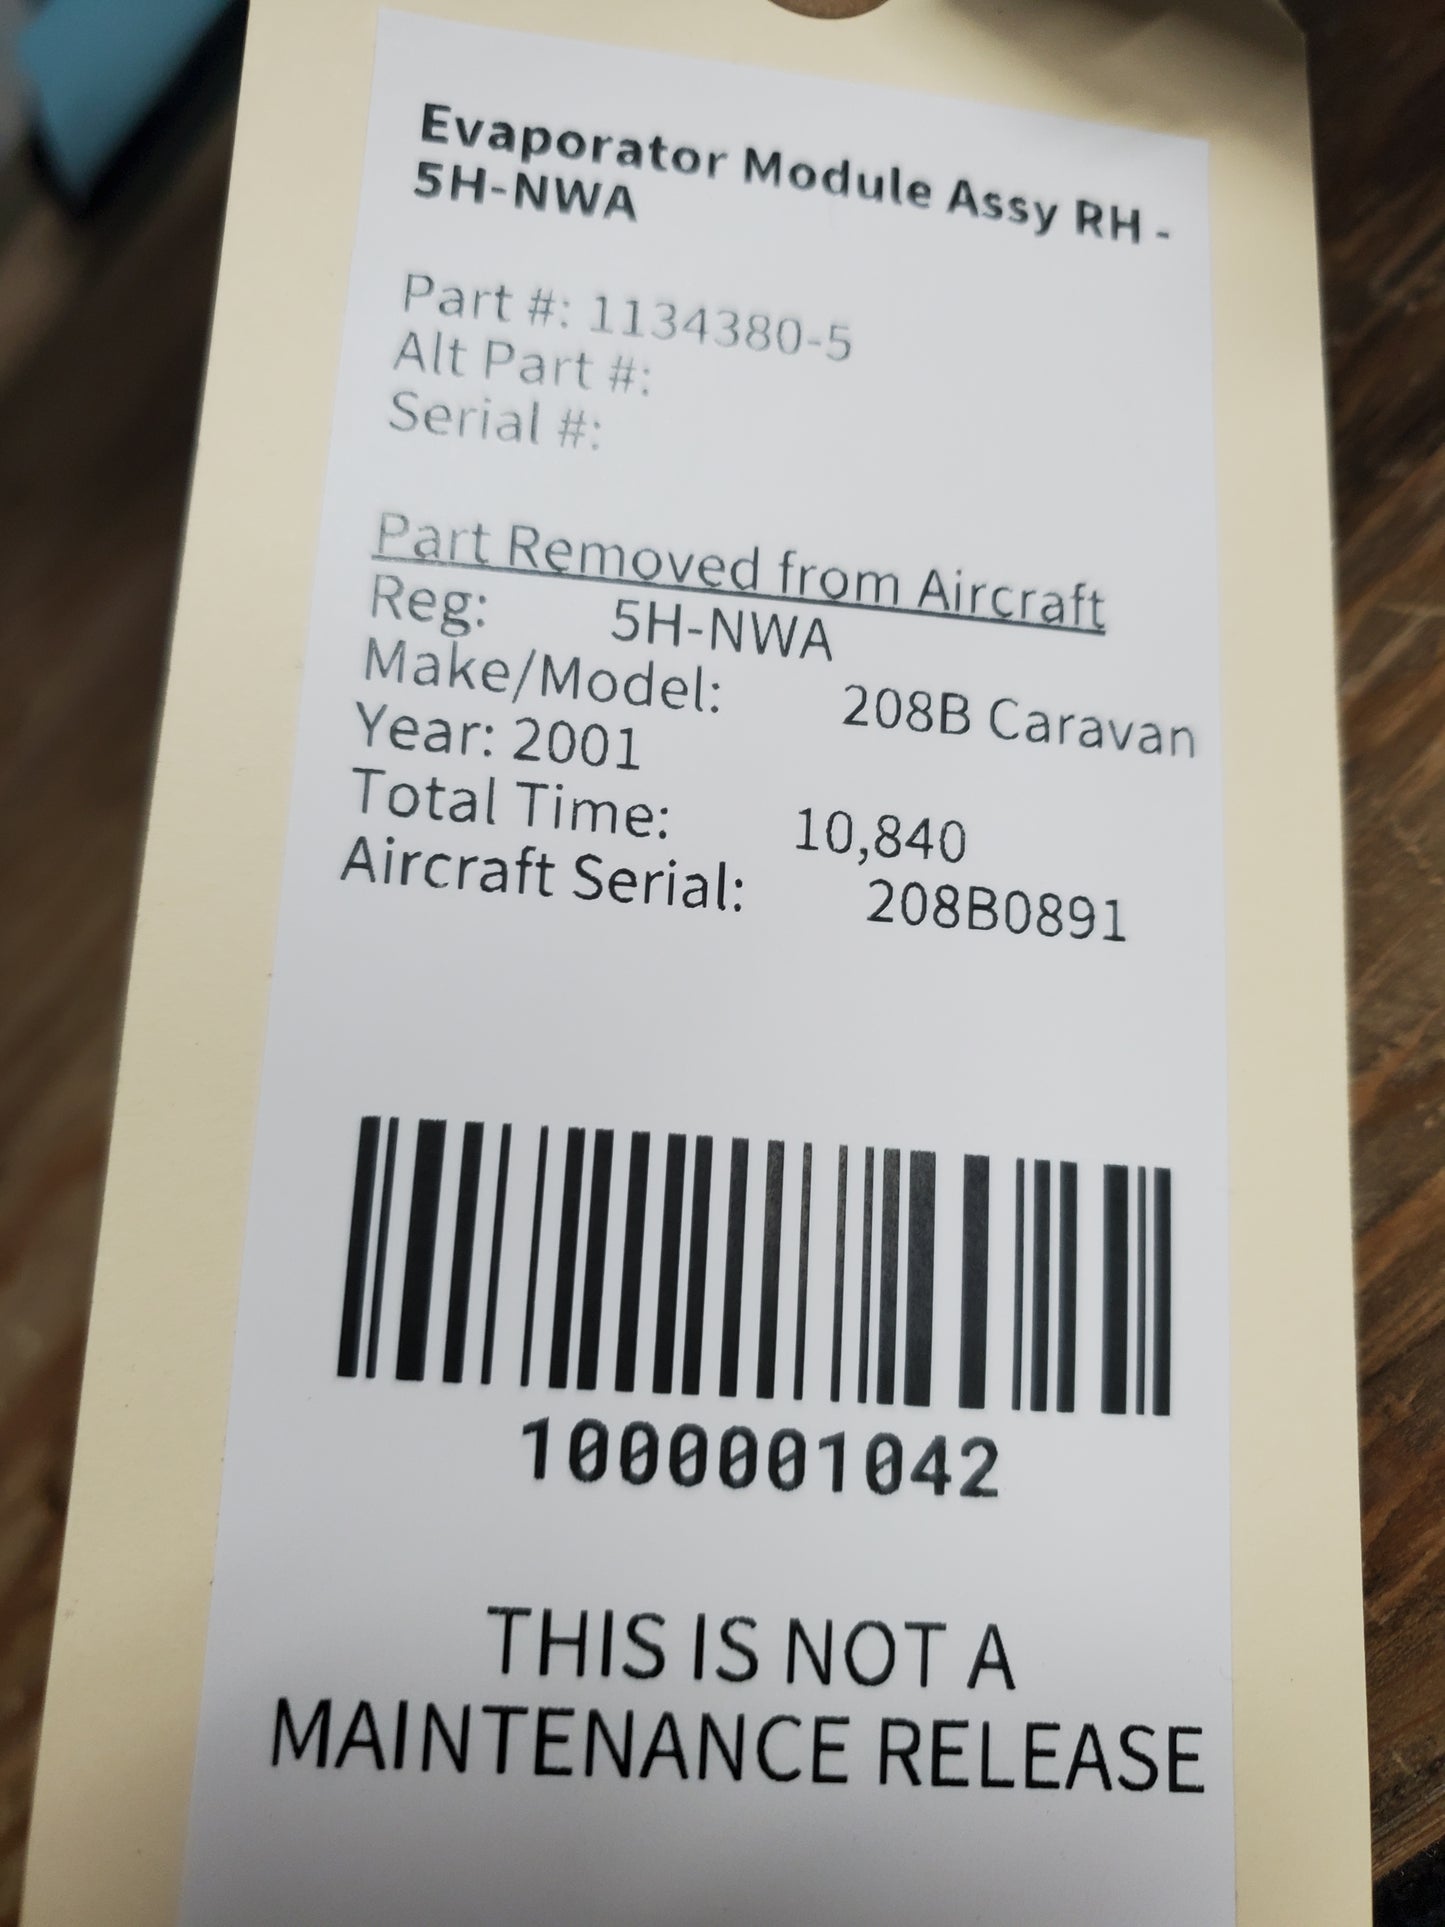 Evaporator Module Assy RH -
5H-NWA
Part #: 1134380-5
Alt Part #:
Serial #:
Part Removed from Aircraft
Reg: 5H-NWA
Make/Model: 208B Caravan
Year: 2001
Total Time: 10,840
Aircraft Serial: 208B0891
1000001042
THIS IS NOT A
MAINTENANCE RELEASE